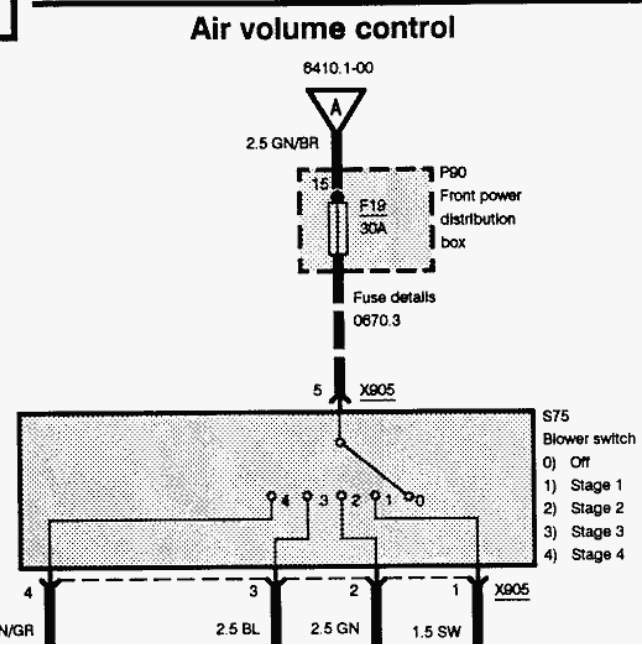 Air volume control
6410.1-00
A
2.5 GN/BR
P90
15
Front power
F19
30A
distribution
box
Fuse details
0670.3
5 X905
S75
Blower switch
0) Off
1) Stage 1
2) Stage 2
3) Stage 3
4) Stage 4
4 3 2 1 0
4 3 2 1 X905
N/GR 2.5 BL 2.5 GN 1.5 SW